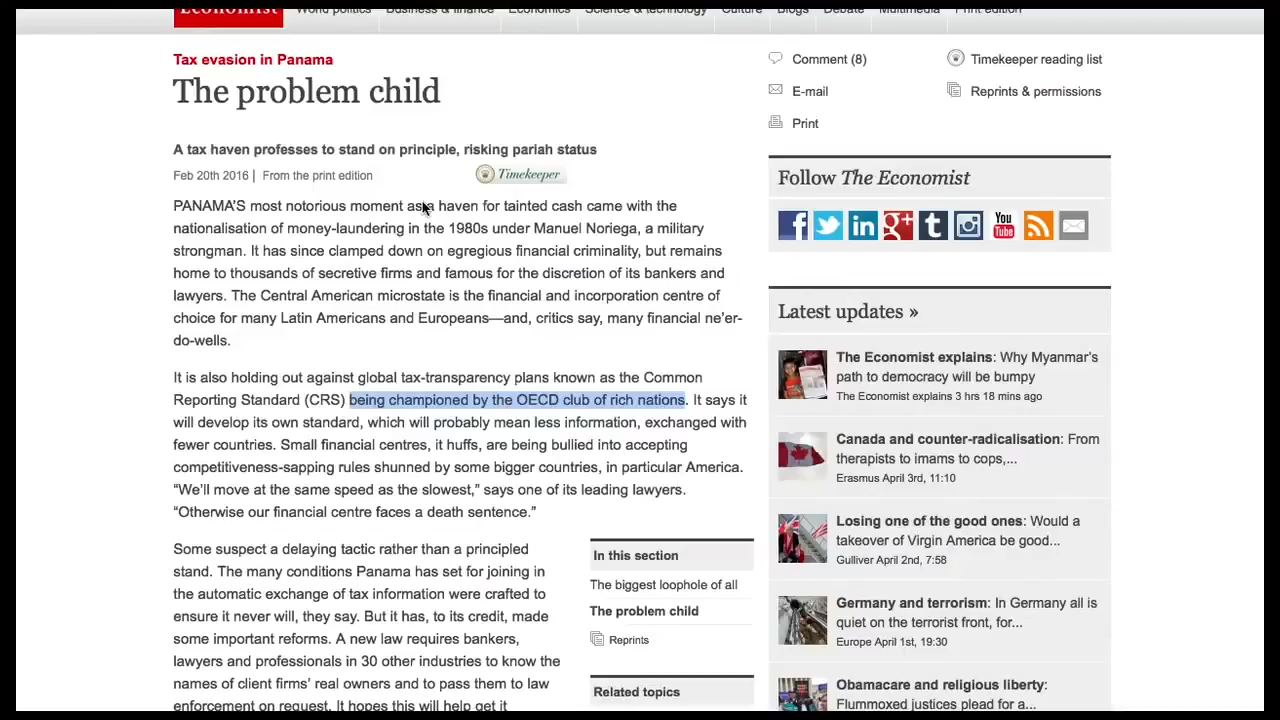 Economist
World politics
Business & finance
Economics
Science & technology
Culture
Blogs
Debate
Multimedia
Print edition
Tax evasion in Panama
The problem child
A tax haven professes to stand on principle, risking pariah status
Feb 20th 2016 | From the print edition
Timekeeper
PANAMA'S most notorious moment as a haven for tainted cash came with the
nationalisation of money-laundering in the 1980s under Manuel Noriega, a military
strongman. It has since clamped down on egregious financial criminality, but remains
home to thousands of secretive firms and famous for the discretion of its bankers and
lawyers. The Central American microstate is the financial and incorporation centre of
choice for many Latin Americans and Europeans—and, critics say, many financial ne'er-
do-wells.
It is also holding out against global tax-transparency plans known as the Common
Reporting Standard (CRS) being championed by the OECD club of rich nations. It says it
will develop its own standard, which will probably mean less information, exchanged with
fewer countries. Small financial centres, it huffs, are being bullied into accepting
competitiveness-sapping rules shunned by some bigger countries, in particular America.
“We'll move at the same speed as the slowest,” says one of its leading lawyers.
“Otherwise our financial centre faces a death sentence.”
Some suspect a delaying tactic rather than a principled
stand. The many conditions Panama has set for joining in
the automatic exchange of tax information were crafted to
ensure it never will, they say. But it has, to its credit, made
some important reforms. A new law requires bankers,
lawyers and professionals in 30 other industries to know the
names of client firms' real owners and to pass them to law
enforcement on request. It hopes this will help get it
In this section
The biggest loophole of all
The problem child
Reprints
Related topics
Comment (8)
Timekeeper reading list
E-mail
Reprints & permissions
Print
Follow The Economist
You
Tube
Latest updates »
The Economist explains: Why Myanmar's
path to democracy will be bumpy
The Economist explains 3 hrs 18 mins ago
Canada and counter-radicalisation: From
therapists to imams to cops,...
Erasmus April 3rd, 11:10
Losing one of the good ones: Would a
takeover of Virgin America be good...
Gulliver April 2nd, 7:58
Germany and terrorism: In Germany all is
quiet on the terrorist front, for...
Europe April 1st, 19:30
Obamacare and religious liberty:
Flummoxed justices plead for a...